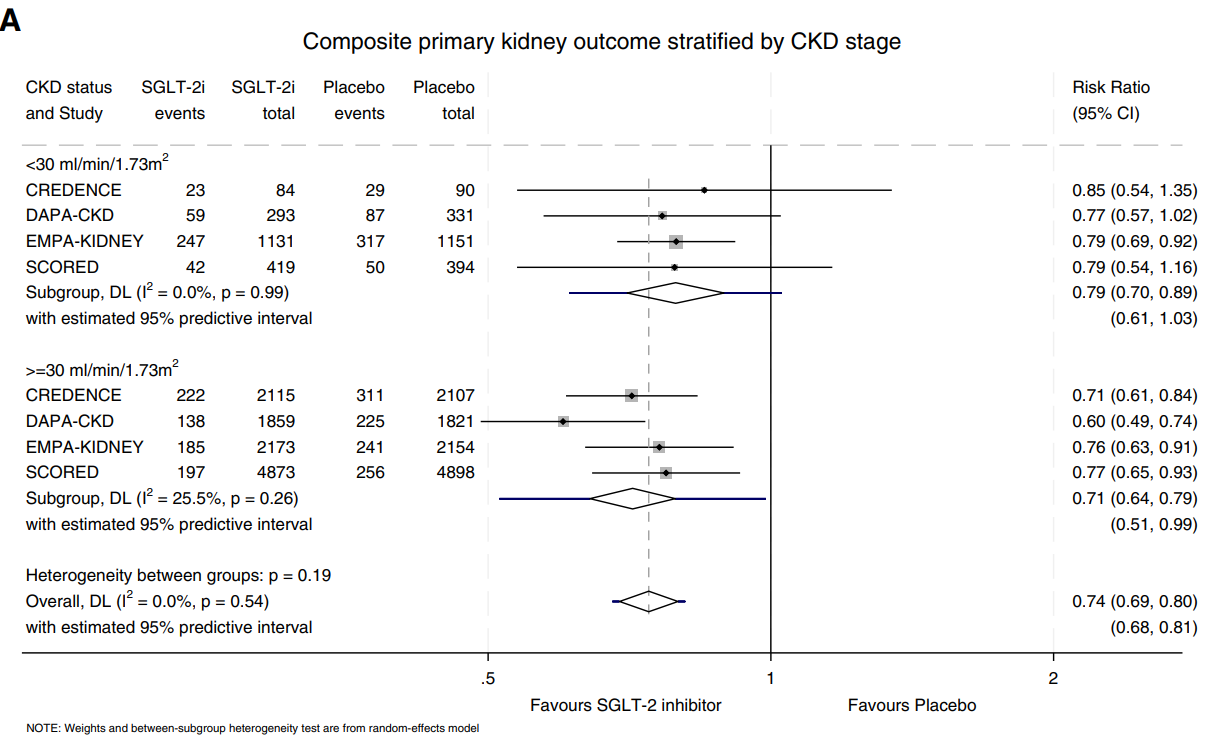 A
Composite primary kidney outcome stratified by CKD stage
CKD status SGLT-2i SGLT-2i Placebo Placebo Risk Ratio
and Study events total events total (95% CI)
<30 ml/min/1.73m²
CREDENCE 23 84 29 90 0.85 (0.54, 1.35)
DAPA-CKD 59 293 87 331 0.77 (0.57, 1.02)
EMPA-KIDNEY 247 1131 317 1151 0.79 (0.69, 0.92)
SCORED 42 419 50 394 0.79 (0.54, 1.16)
Subgroup, DL (I² = 0.0%, p = 0.99) 0.79 (0.70, 0.89)
with estimated 95% predictive interval (0.61, 1.03)
>=30 ml/min/1.73m²
CREDENCE 222 2115 311 2107 0.71 (0.61, 0.84)
DAPA-CKD 138 1859 225 1821 0.60 (0.49, 0.74)
EMPA-KIDNEY 185 2173 241 2154 0.76 (0.63, 0.91)
SCORED 197 4873 256 4898 0.77 (0.65, 0.93)
Subgroup, DL (I² = 25.5%, p = 0.26) 0.71 (0.64, 0.79)
with estimated 95% predictive interval (0.51, 0.99)
Heterogeneity between groups: p = 0.19
Overall, DL (I² = 0.0%, p = 0.54) 0.74 (0.69, 0.80)
with estimated 95% predictive interval (0.68, 0.81)
.5 1 2
Favours SGLT-2 inhibitor Favours Placebo
NOTE: Weights and between-subgroup heterogeneity test are from random-effects model